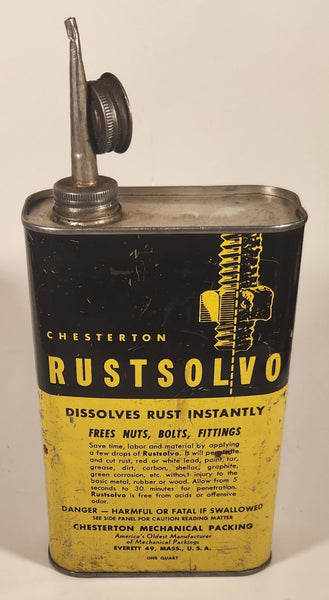 CHESTERTON
RUSTSOLVO
DISSOLVES RUST INSTANTLY
FREES NUTS, BOLTS, FITTINGS
Save time, labor and material by applying
a few drops of Rustsolvo. It will penetrate
and cut rust, red or white lead, paint, tar,
grease, dirt, carbon, shellac, graphite,
green corrosion, etc. without injury to the
basic metal, rubber or wood. Allow from 5
seconds to 30 minutes for penetration.
Rustsolvo is free from acids or offensive
odor.
DANGER — HARMFUL OR FATAL IF SWALLOWED
SEE SIDE PANEL FOR CAUTION READING MATTER
CHESTERTON MECHANICAL PACKING
America's Oldest Manufacturer
of Mechanical Packings
EVERETT 49, MASS., U.S.A.
ONE QUART